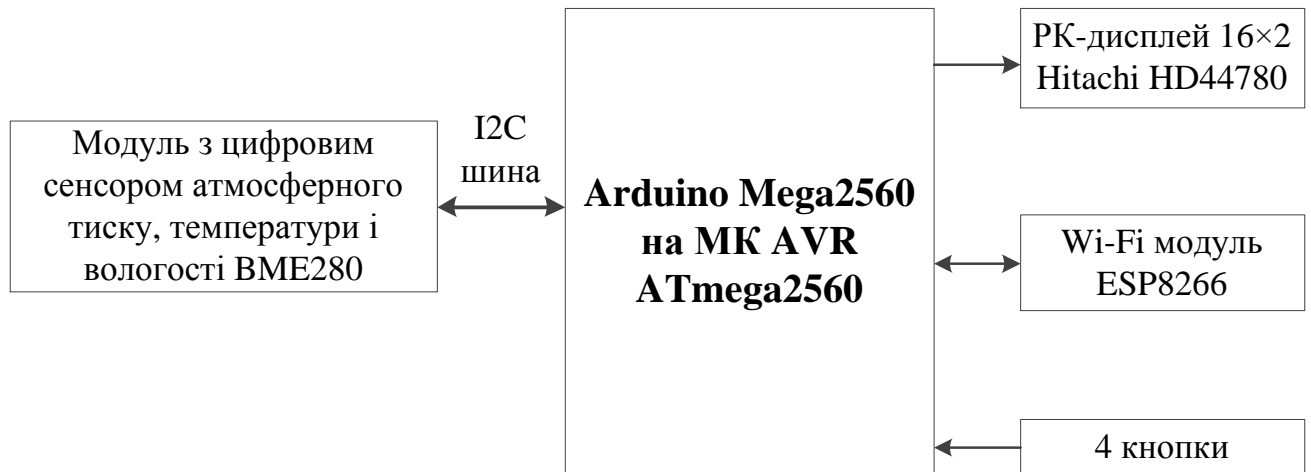 Модуль з цифровим
сенсором атмосферного
тиску, температури і
вологості BME280
I2C
шина
Arduino Mega2560
на МК AVR
ATmega2560
РК-дисплей 16×2
Hitachi HD44780
Wi-Fi модуль
ESP8266
4 кнопки